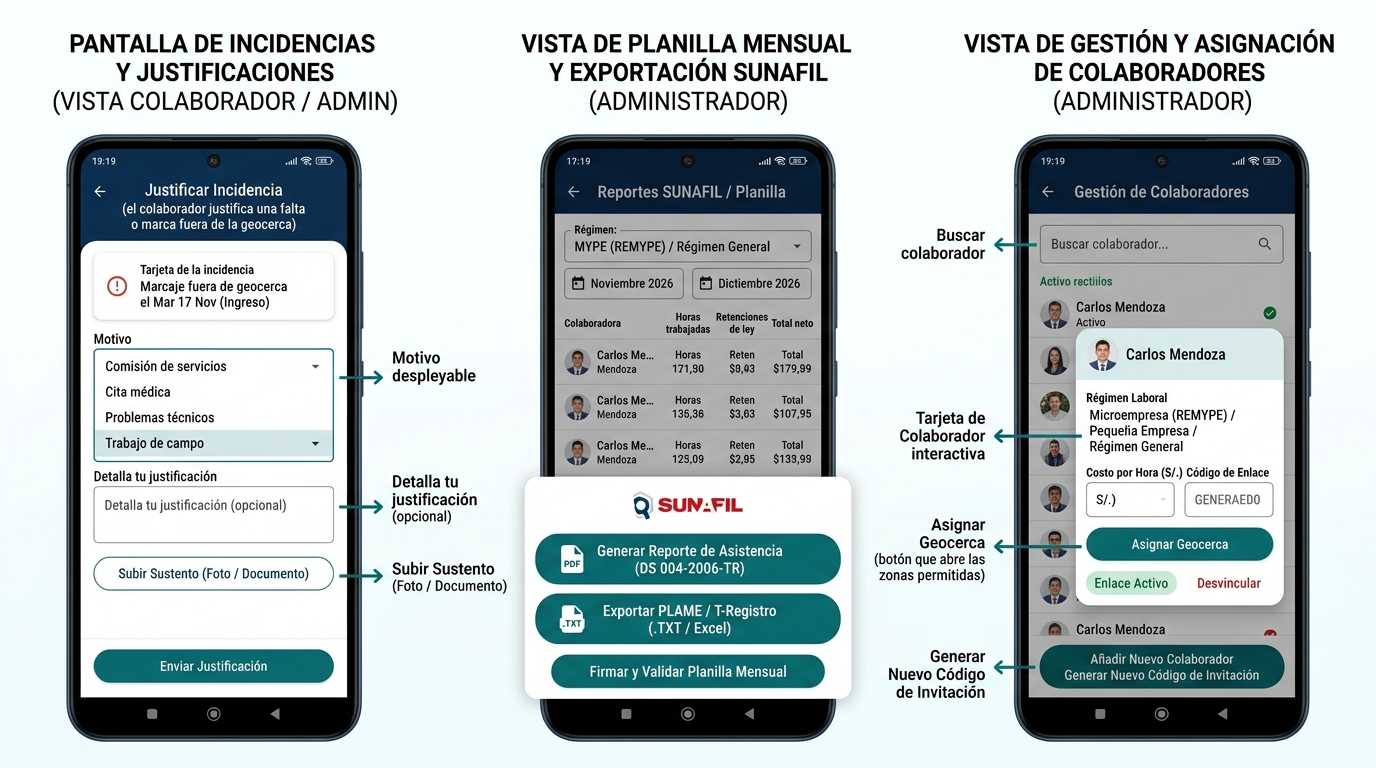 PANTALLA DE INCIDENCIAS
Y JUSTIFICACIONES
(VISTA COLABORADOR / ADMIN)
19:19
Justificar Incidencia
(el colaborador justifica una falta
o marca fuera de la geocerca)
Tarjeta de la incidencia
Marcaje fuera de geocerca
el Mar 17 Nov (Ingreso)
Motivo
Comisión de servicios
Cita médica
Problemas técnicos
Trabajo de campo
Detalla tu justificación
Detalla tu justificación (opcional)
Subir Sustento (Foto / Documento)
Enviar Justificación
Motivo
despleyable
Detalla tu
justificación
(opcional)
Subir Sustento
(Foto / Documento)
VISTA DE PLANILLA MENSUAL
Y EXPORTACIÓN SUNAFIL
(ADMINISTRADOR)
17:19
Reportes SUNAFIL / Planilla
Régimen:
MYPE (REMYPE) / Régimen General
Noviembre 2026
Dictiembre 2026
Colaboradora
Horas
trabajadas
Retenciones
de ley
Total neto
Carlos Me... Horas Reten Total
Mendoza 171,90 $9,43 $179,99
Carlos Me... Horas Reten Total
Mendoza 135,36 $3,63 $107,95
Carlos Me... Horas Reten Total
Mendoza 125,09 $2,95 $133,99
SUNAFIL
PDF
Generar Reporte de Asistencia
(DS 004-2006-TR)
.TXT
Exportar PLAME / T-Registro
(.TXT / Excel)
Firmar y Validar Planilla Mensual
VISTA DE GESTIÓN Y ASIGNACIÓN
DE COLABORADORES
(ADMINISTRADOR)
19:19
Gestión de Colaboradores
Buscar colaborador...
Activo rectilios
Carlos Mendoza
Activo
Carlos Mendoza
Régimen Laboral
Microempresa (REMYPE) /
Pequelia Empresa /
Régimen General
Costo por Hora (S/.) Código de Enlace
S/.)
GENERAEDO
Asignar Geocerca
Enlace Activo
Desvincular
Carlos Mendoza
Añadir Nuevo Colaborador
Generar Nuevo Código de Invitación
Buscar
colaborador
Tarjeta de
Colaborador
interactiva
Asignar
Geocerca
(botón que abre las
zonas permitidas)
Generar
Nuevo Código
de Invitación